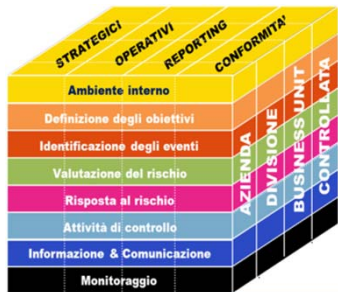 STRATEGICI
OPERATIVI
REPORTING
CONFORMITA'
Ambiente interno
Definizione degli obiettivi
Identificazione degli eventi
Valutazione del rischio
Risposta al rischio
Attività di controllo
Informazione & Comunicazione
Monitoraggio
AZIENDA
DIVISIONE
BUSINESS UNIT
CONTROLLATA